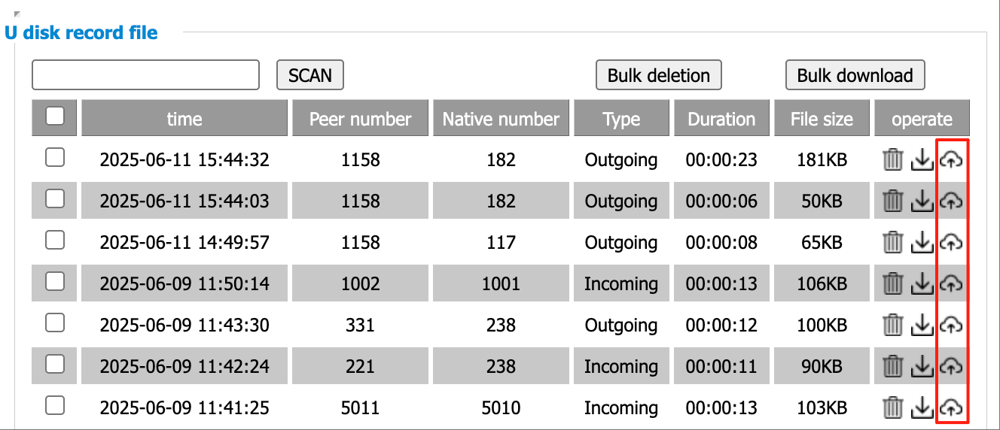 U disk record file
SCAN Bulk deletion Bulk download
time Peer number Native number Type Duration File size operate
2025-06-11 15:44:32 1158 182 Outgoing 00:00:23 181KB
2025-06-11 15:44:03 1158 182 Outgoing 00:00:06 50KB
2025-06-11 14:49:57 1158 117 Outgoing 00:00:08 65KB
2025-06-09 11:50:14 1002 1001 Incoming 00:00:13 106KB
2025-06-09 11:43:30 331 238 Outgoing 00:00:12 100KB
2025-06-09 11:42:24 221 238 Incoming 00:00:11 90KB
2025-06-09 11:41:25 5011 5010 Incoming 00:00:13 103KB